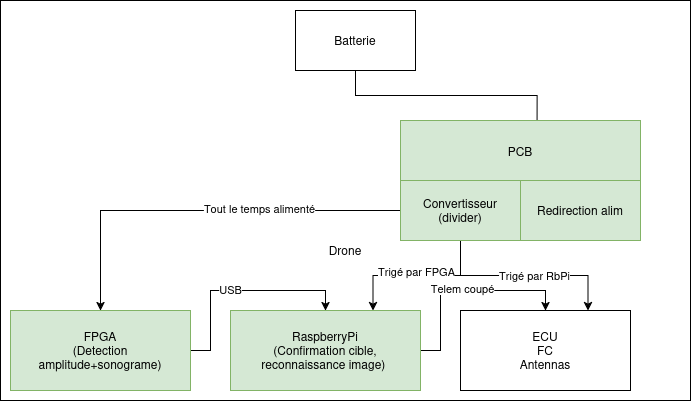 Batterie
PCB
Convertisseur
(divider)
Redirection alim
Tout le temps alimenté
Drone
Trigé par FPGA
Trigé par RbPi
USB
Telem coupé
FPGA
(Detection
amplitude+sonograme)
RaspberryPi
(Confirmation cible,
reconnaissance image)
ECU
FC
Antennas